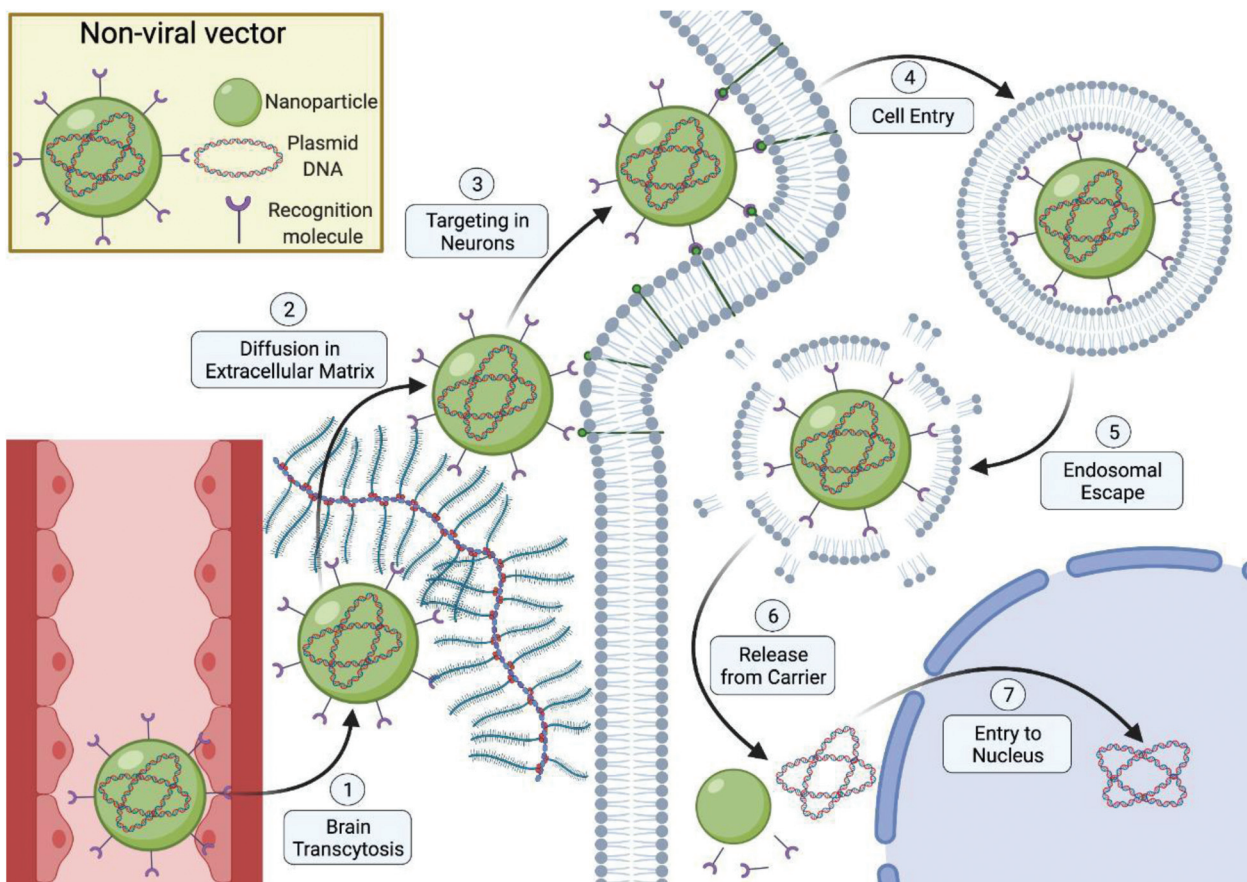 Non-viral vector
Nanoparticle
Plasmid
DNA
Recognition
molecule
1
Brain
Transcytosis
2
Diffusion in
Extracellular Matrix
3
Targeting in
Neurons
4
Cell Entry
5
Endosomal
Escape
6
Release
from Carrier
7
Entry to
Nucleus